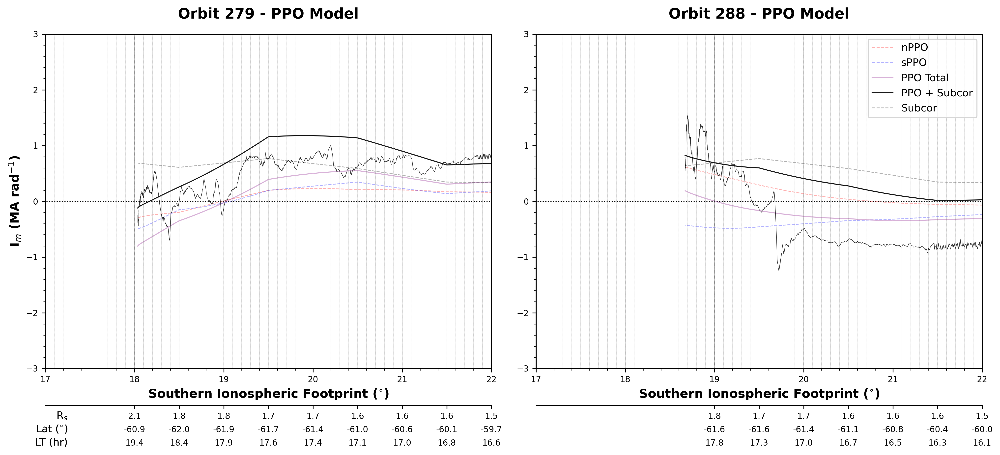 Orbit 279 - PPO Model
Orbit 288 - PPO Model
I_m (MA rad⁻¹)
3
2
1
0
−1
−2
−3
17 18 19 20 21 22
Southern Ionospheric Footprint (°)
R_s 2.1 1.8 1.8 1.7 1.7 1.6 1.6 1.6 1.5
Lat (°) -60.9 -62.0 -61.9 -61.7 -61.4 -61.0 -60.6 -60.1 -59.7
LT (hr) 19.4 18.4 17.9 17.6 17.4 17.1 17.0 16.8 16.6
3
2
1
0
−1
−2
−3
nPPO
sPPO
PPO Total
PPO + Subcor
Subcor
17 18 19 20 21 22
Southern Ionospheric Footprint (°)
1.8 1.7 1.7 1.6 1.6 1.6 1.5
-61.6 -61.6 -61.4 -61.1 -60.8 -60.4 -60.0
17.8 17.3 17.0 16.7 16.5 16.3 16.1